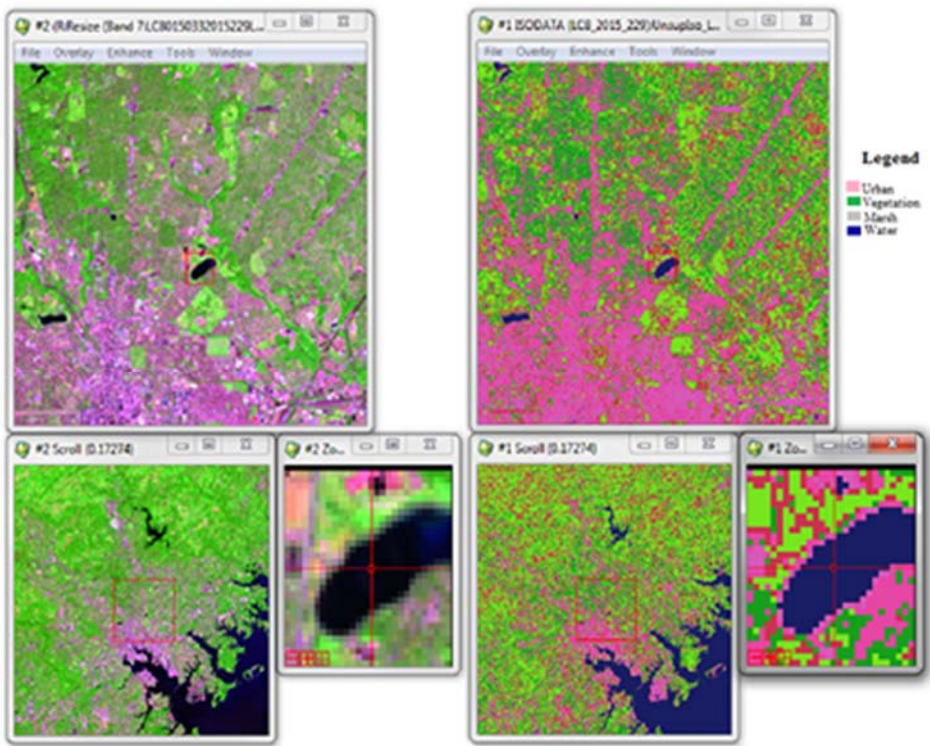 #2 (R:Resize (Band 7:LC80150332015229L...
File Overlay Enhance Tools Window
#1 ISODATA (LC8_2015_229)/Unsuplso_L...
File Overlay Enhance Tools Window
Legend
Urban
Vegetation
Marsh
Water
#2 Scroll (0.17274)
#2 Zo...
#1 Scroll (0.17274)
#1 Zo...